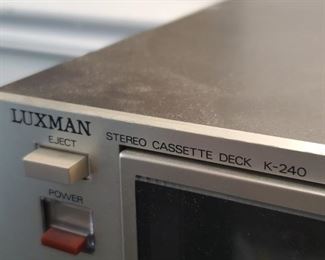 LUXMAN
STEREO CASSETTE DECK K-240
EJECT
POWER